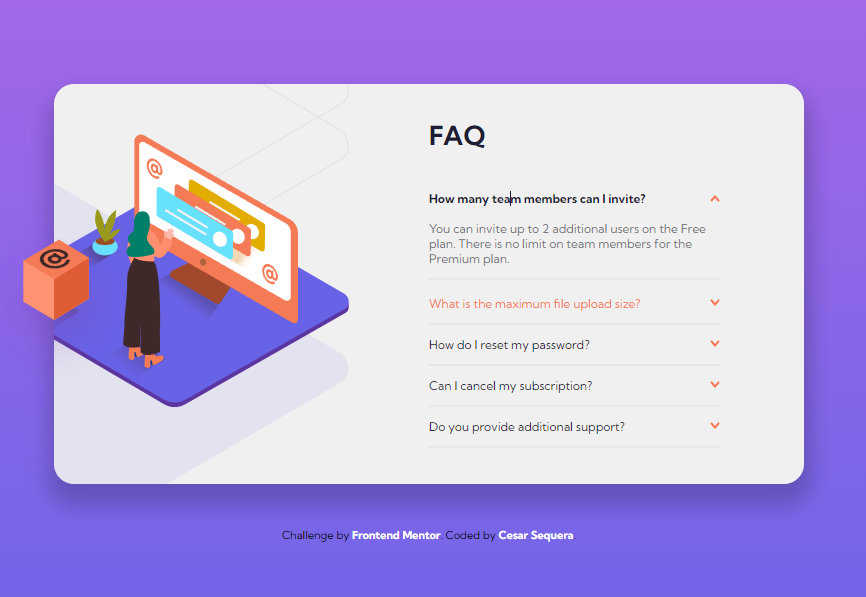 FAQ
How many team members can I invite?
You can invite up to 2 additional users on the Free
plan. There is no limit on team members for the
Premium plan.
What is the maximum file upload size?
How do I reset my password?
Can I cancel my subscription?
Do you provide additional support?
@
@
@
Challenge by Frontend Mentor. Coded by Cesar Sequera.